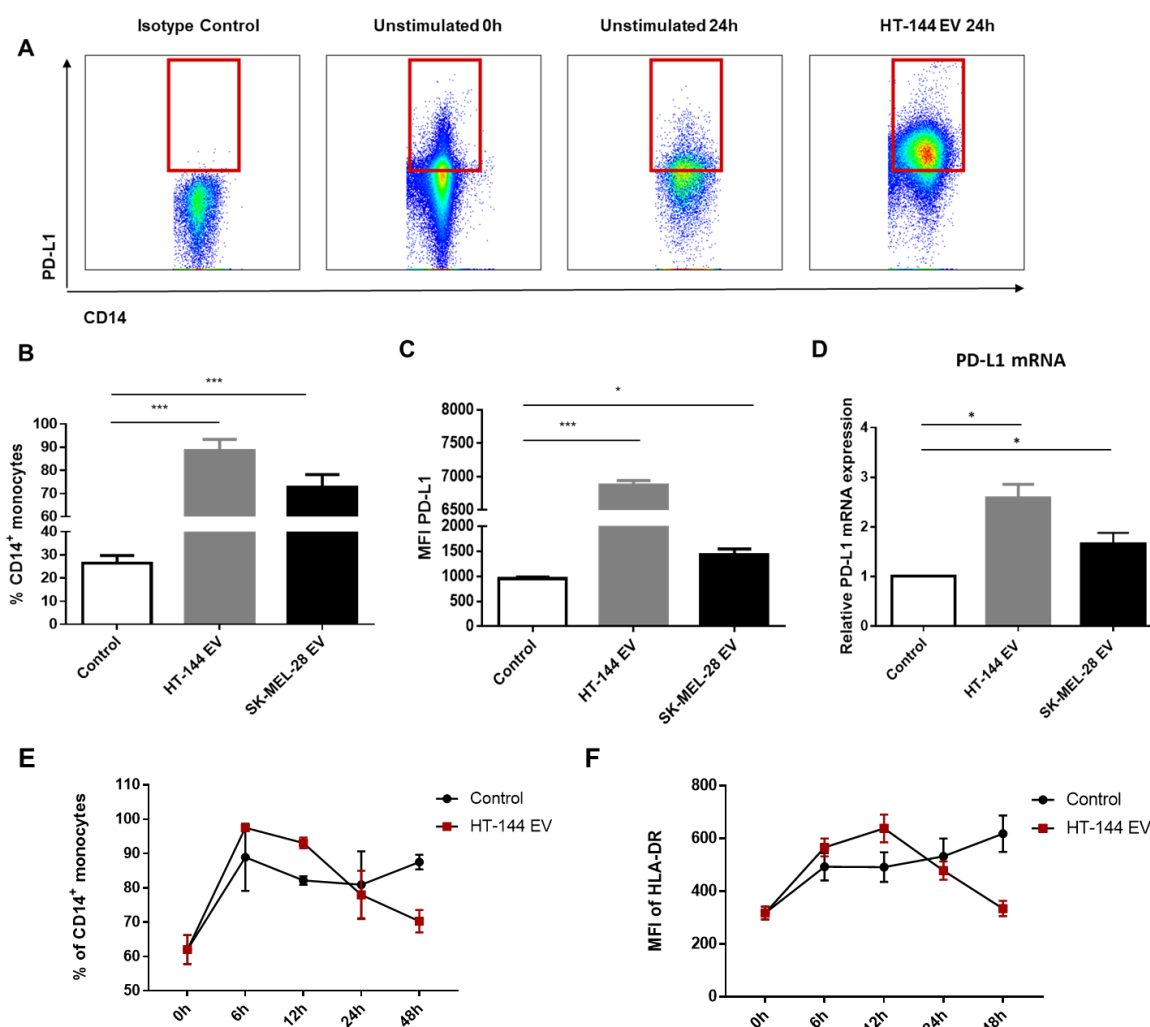 A
Isotype Control
Unstimulated 0h
Unstimulated 24h
HT-144 EV 24h
PD-L1
CD14
B
% CD14+ monocytes
100
90
80
70
60
40
30
20
10
0
***
***
Control
HT-144 EV
SK-MEL-28 EV
C
MFI PD-L1
8000
7500
7000
6500
2000
1500
1000
500
0
*
***
Control
HT-144 EV
SK-MEL-28 EV
D
PD-L1 mRNA
Relative PD-L1 mRNA expression
4
3
2
1
0
*
*
Control
HT-144 EV
SK-MEL-28 EV
E
% of CD14+ monocytes
110
100
90
80
70
60
50
0h
6h
12h
24h
48h
Control
HT-144 EV
F
MFI of HLA-DR
800
600
400
200
0
0h
6h
12h
24h
48h
Control
HT-144 EV